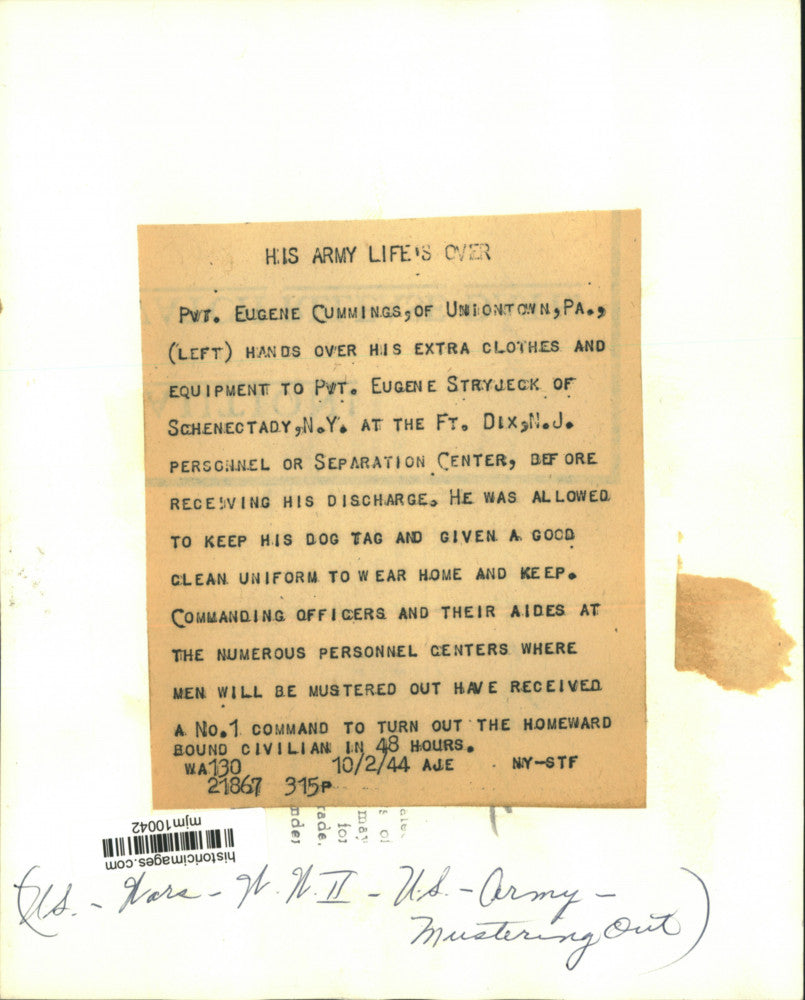 HIS ARMY LIFE'S OVER
PVT. EUGENE CUMMINGS, OF UNIONTOWN, PA.,
(LEFT) HANDS OVER HIS EXTRA CLOTHES AND
EQUIPMENT TO PVT. EUGENE STRYJECK OF
SCHENECTADY, N.Y. AT THE FT. DIX, N.J.
PERSONNEL OR SEPARATION CENTER, BEFORE
RECEIVING HIS DISCHARGE. HE WAS ALLOWED
TO KEEP HIS DOG TAG AND GIVEN A GOOD
CLEAN UNIFORM TO WEAR HOME AND KEEP.
COMMANDING OFFICERS AND THEIR AIDES AT
THE NUMEROUS PERSONNEL CENTERS WHERE
MEN WILL BE MUSTERED OUT HAVE RECEIVED
A NO.1 COMMAND TO TURN OUT THE HOMEWARD
BOUND CIVILIAN IN 48 HOURS.
WA130 10/2/44 AJE NY-STF
21867 315P
historicimages.com
mjm10042
(U.S. - Wars - W.W. II - U.S. - Army -
Mustering Out)